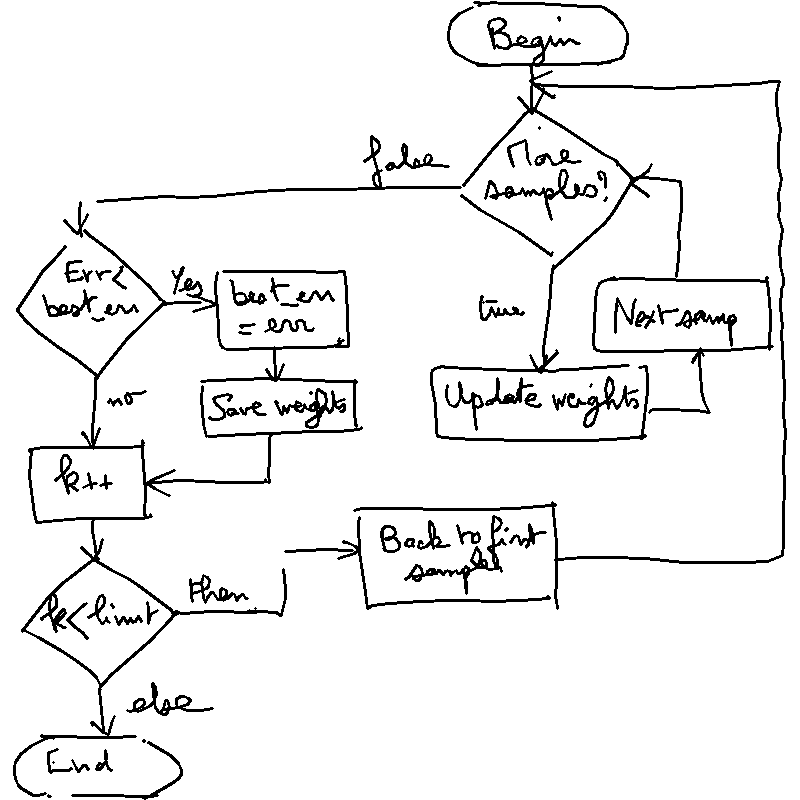 Begin
More
samples?
false
Err<
best_err
Yes
best_err
= err
true
Next samp
no
Save weights
Update weights
k++
Back to first
sample
k<limit
then
else
End